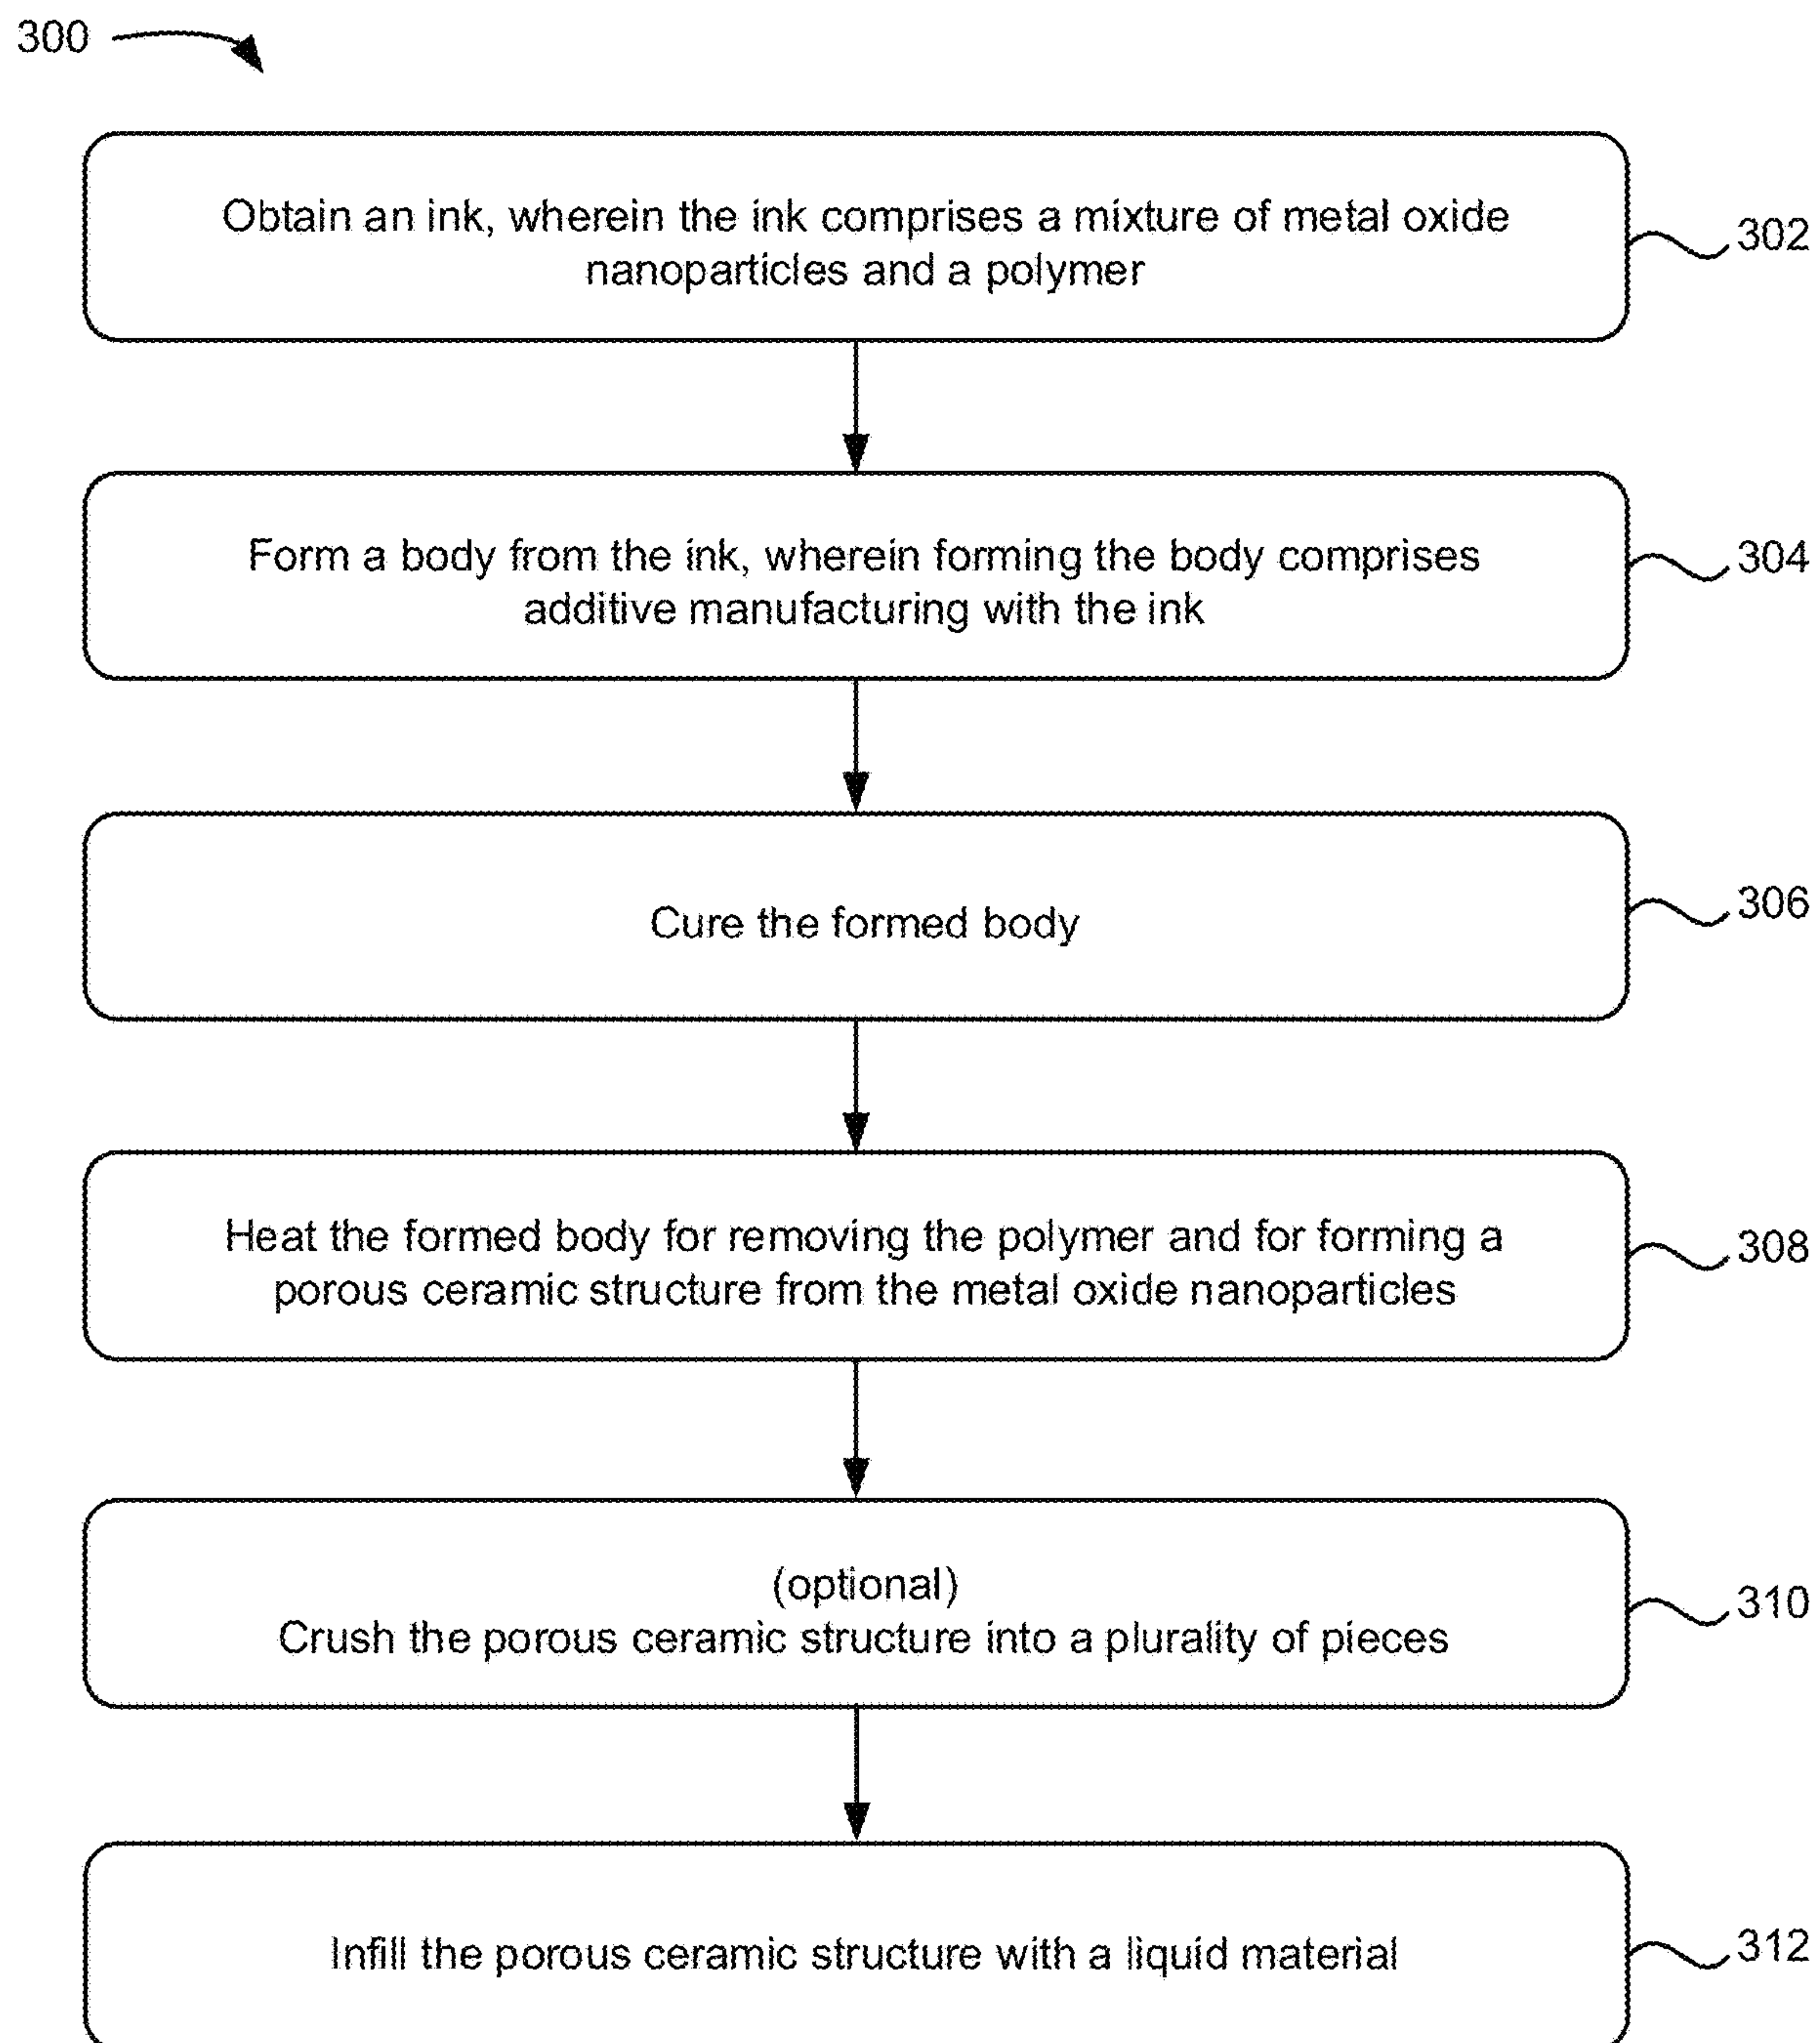 300
Obtain an ink, wherein the ink comprises a mixture of metal oxide
nanoparticles and a polymer
302
Form a body from the ink, wherein forming the body comprises
additive manufacturing with the ink
304
Cure the formed body
306
Heat the formed body for removing the polymer and for forming a
porous ceramic structure from the metal oxide nanoparticles
308
(optional)
Crush the porous ceramic structure into a plurality of pieces
310
Infill the porous ceramic structure with a liquid material
312